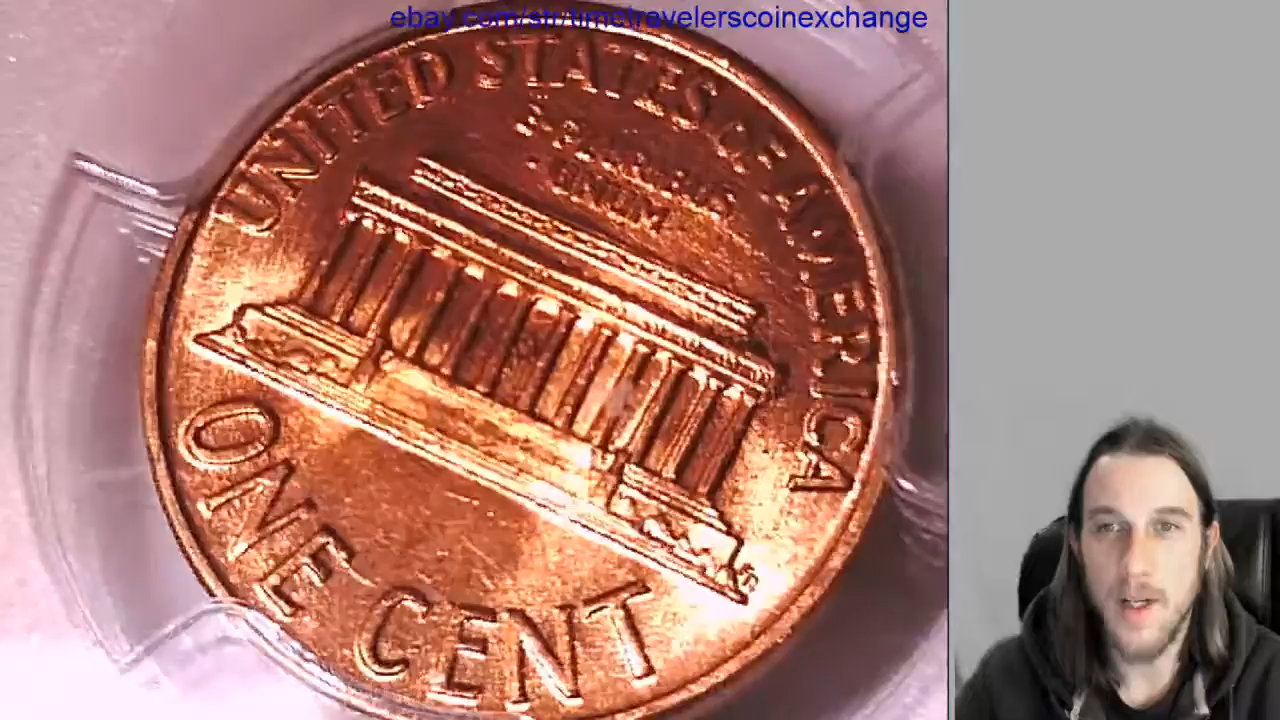 ebay.com/str/timetravelerscoinexchange
UNITED STATES OF AMERICA
E PLURIBUS
UNUM
ONE CENT